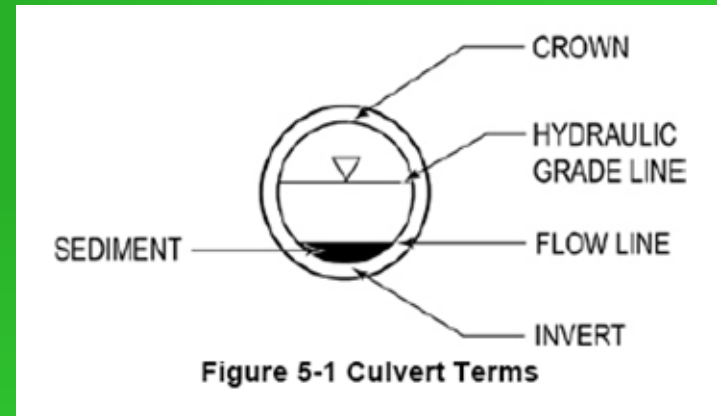 CROWN
HYDRAULIC
GRADE LINE
SEDIMENT
FLOW LINE
INVERT
Figure 5-1 Culvert Terms